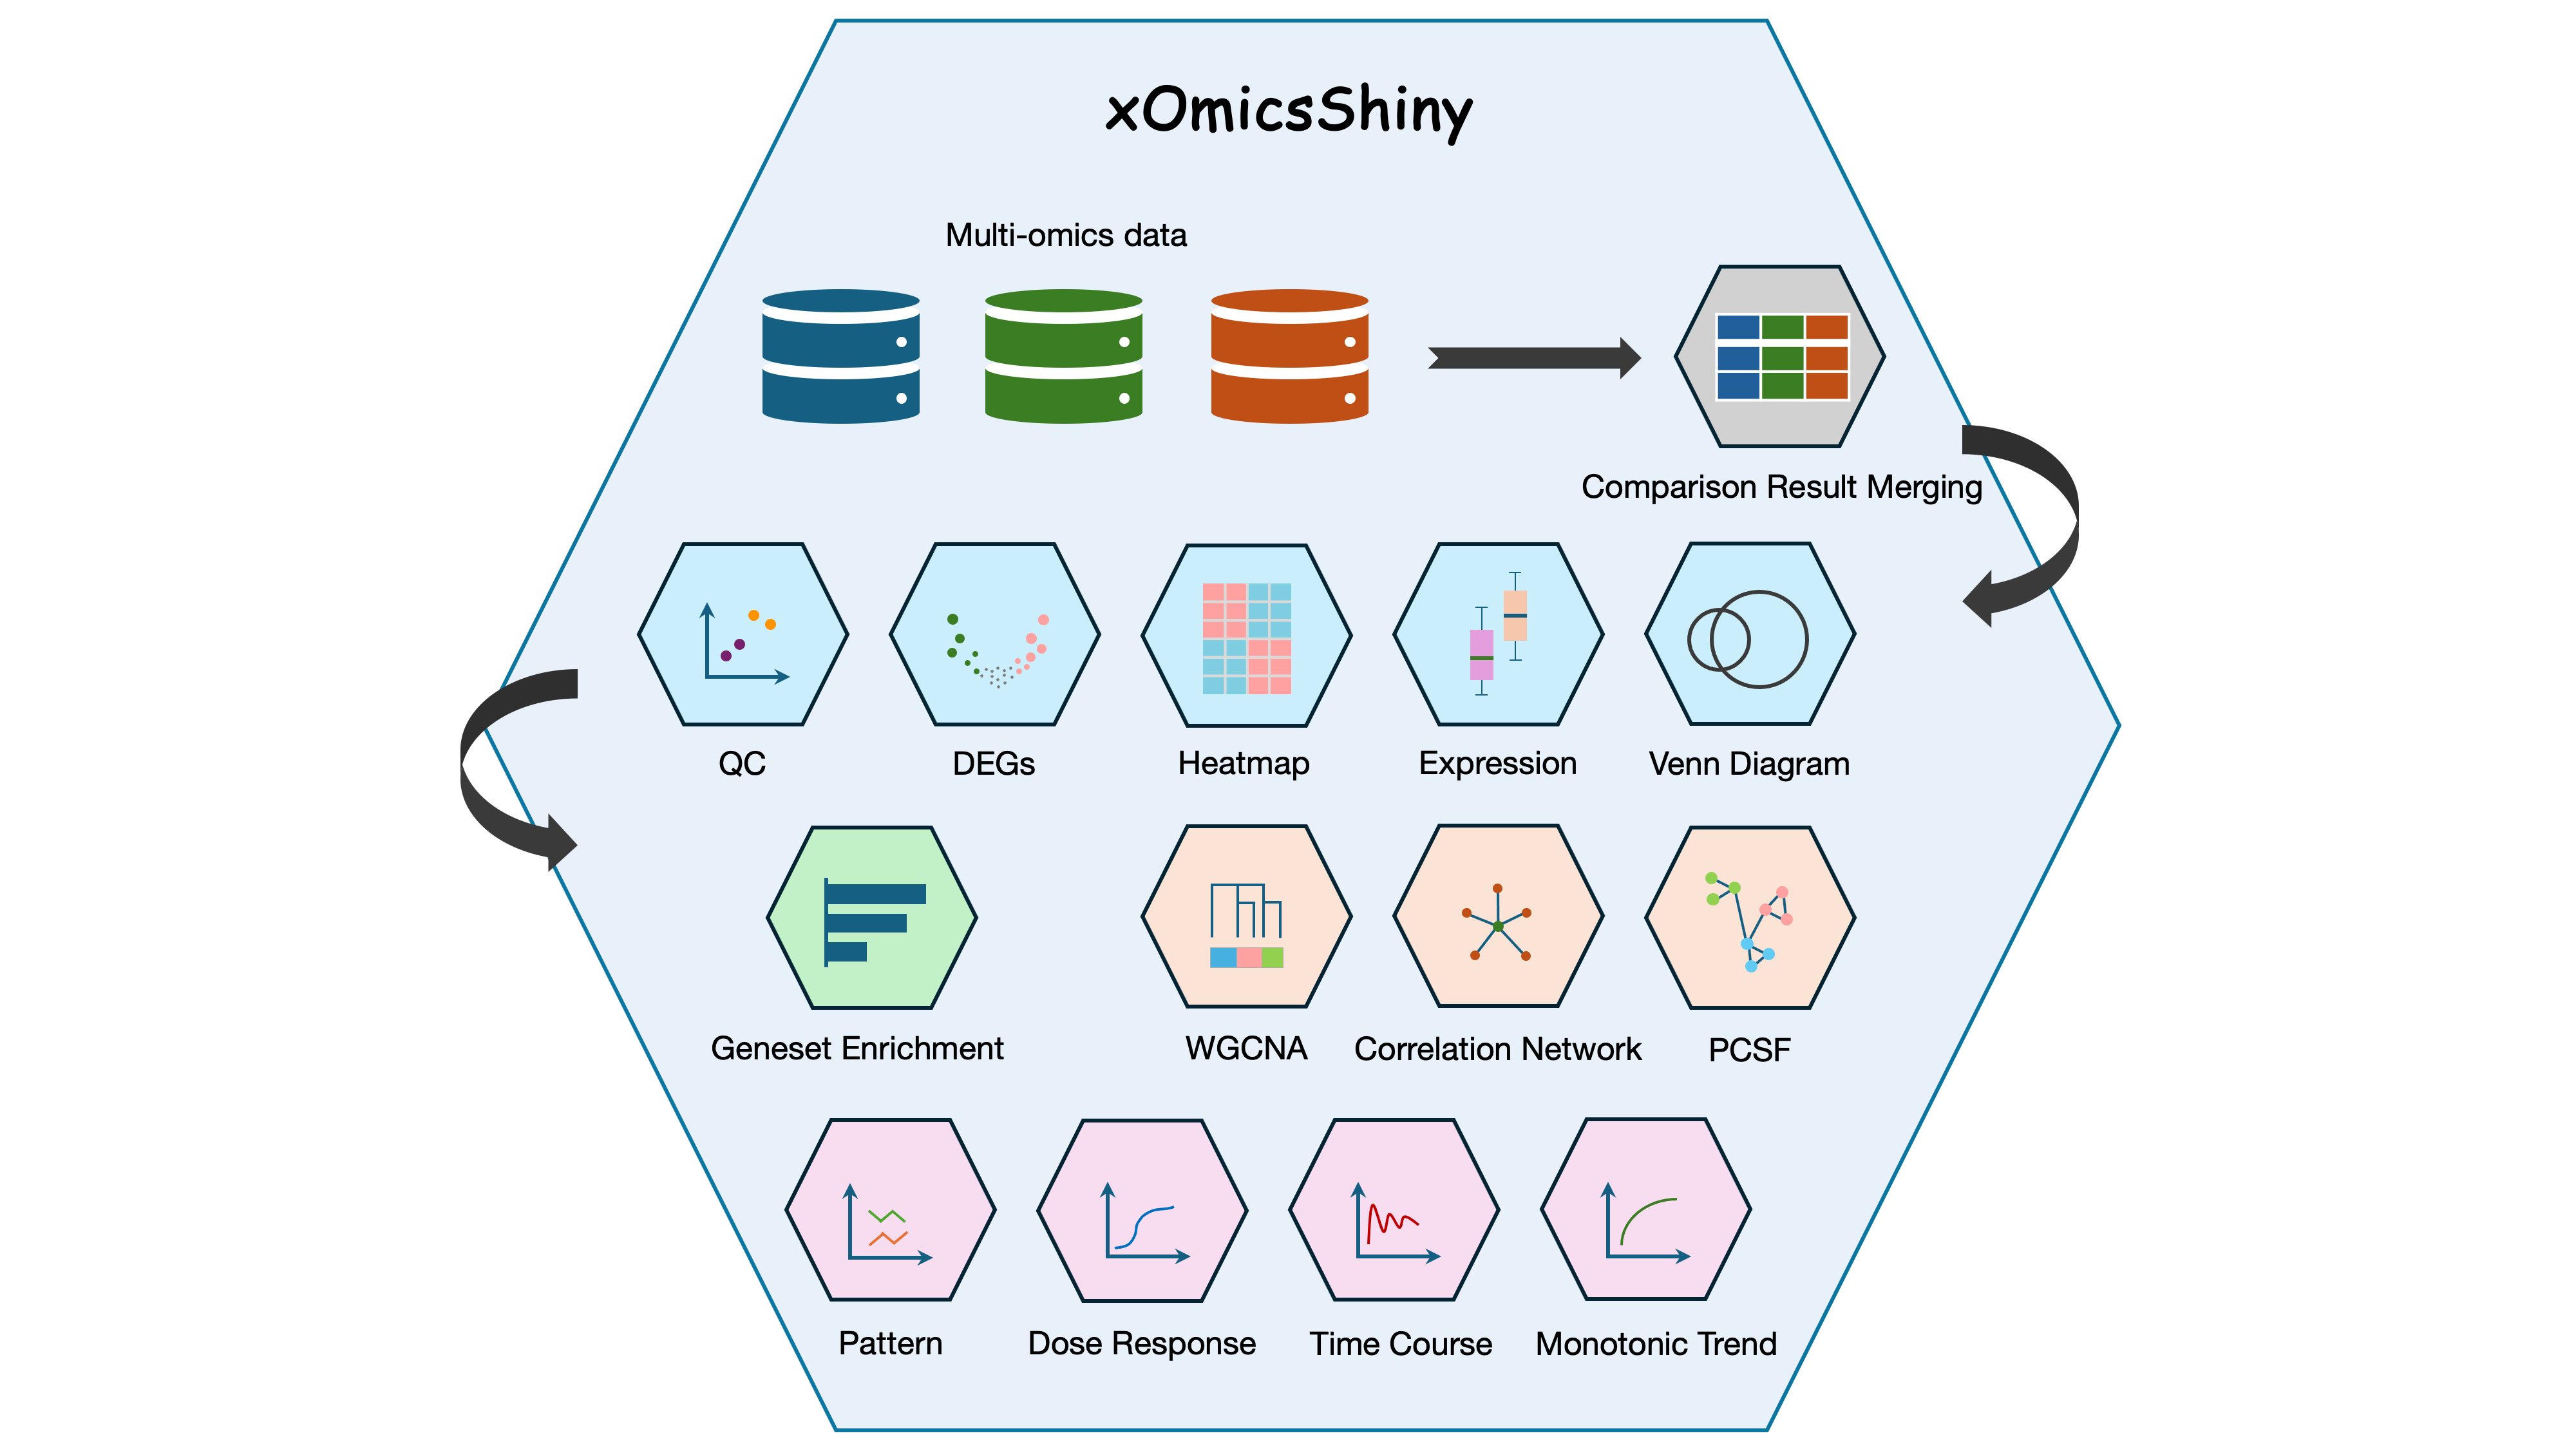 xOmicsShiny
Multi-omics data
Comparison Result Merging
QC
DEGs
Heatmap
Expression
Venn Diagram
Geneset Enrichment
WGCNA
Correlation Network
PCSF
Pattern
Dose Response
Time Course
Monotonic Trend